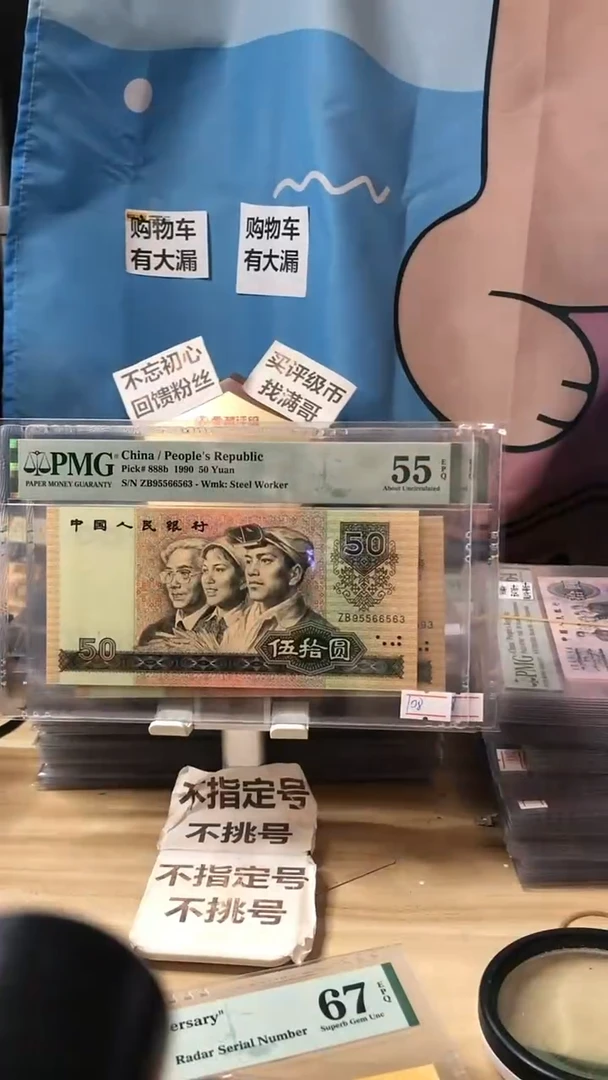 购物车
有大漏
购物车
有大漏
不忘初心
回馈粉丝
买评级币
找满哥
PMG
PAPER MONEY GUARANTY
China / People's Republic
Pick# 888b 1990 50 Yuan
S/N ZB95566563 - Wmk: Steel Worker
55
EPQ
About Uncirculated
中国人民银行
50
ZB95566563
50
伍拾圆
98
不指定号
不挑号
不指定号
不挑号
PMG
ersary"
Radar Serial Number
67
EPQ
Superb Gem Unc